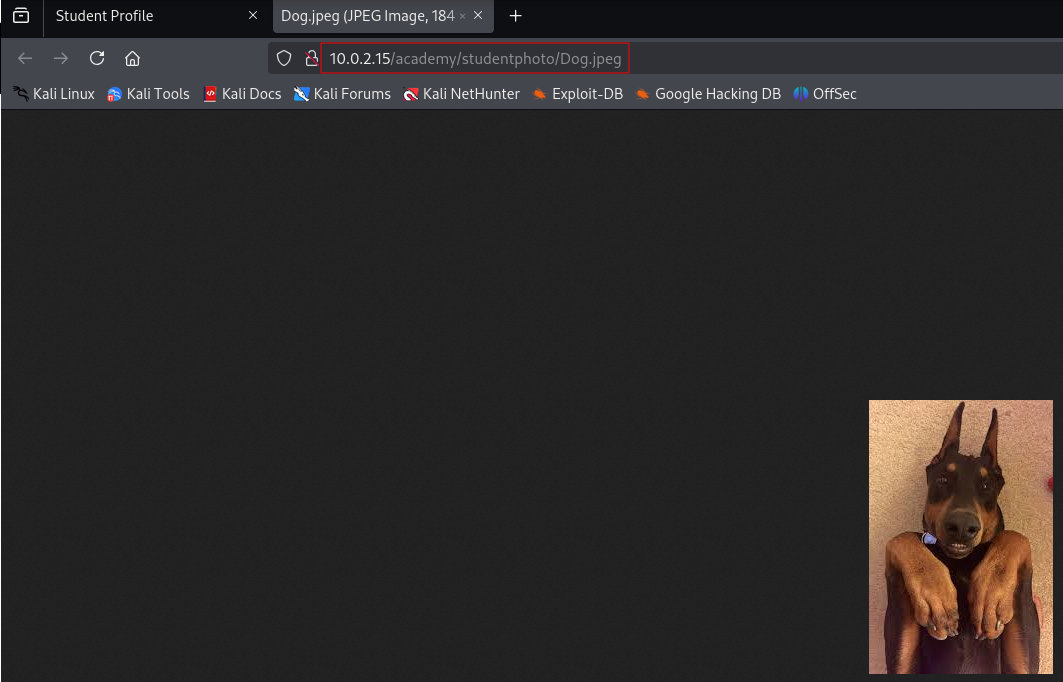 Student Profile
Dog.jpeg (JPEG Image, 184
10.0.2.15/academy/studentphoto/Dog.jpeg
Kali Linux Kali Tools Kali Docs Kali Forums Kali NetHunter Exploit-DB Google Hacking DB OffSec